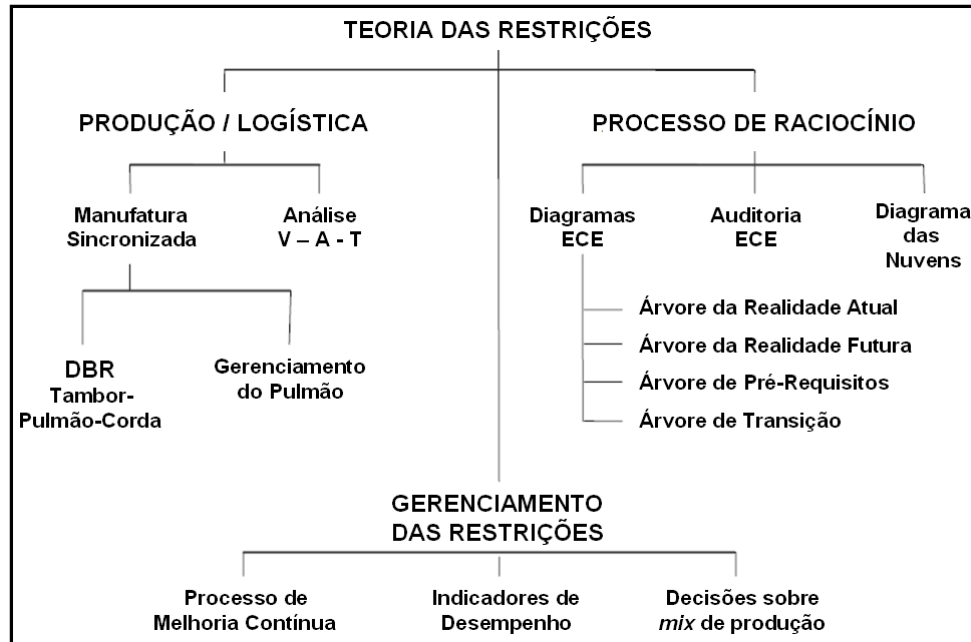 TEORIA DAS RESTRIÇÕES
PRODUÇÃO / LOGÍSTICA
Manufatura
Sincronizada
Análise
V – A - T
DBR
Tambor-
Pulmão-Corda
Gerenciamento
do Pulmão
PROCESSO DE RACIOCÍNIO
Diagramas
ECE
Auditoria
ECE
Diagrama
das
Nuvens
Árvore da Realidade Atual
Árvore da Realidade Futura
Árvore de Pré-Requisitos
Árvore de Transição
GERENCIAMENTO
DAS RESTRIÇÕES
Processo de
Melhoria Contínua
Indicadores de
Desempenho
Decisões sobre
mix de produção